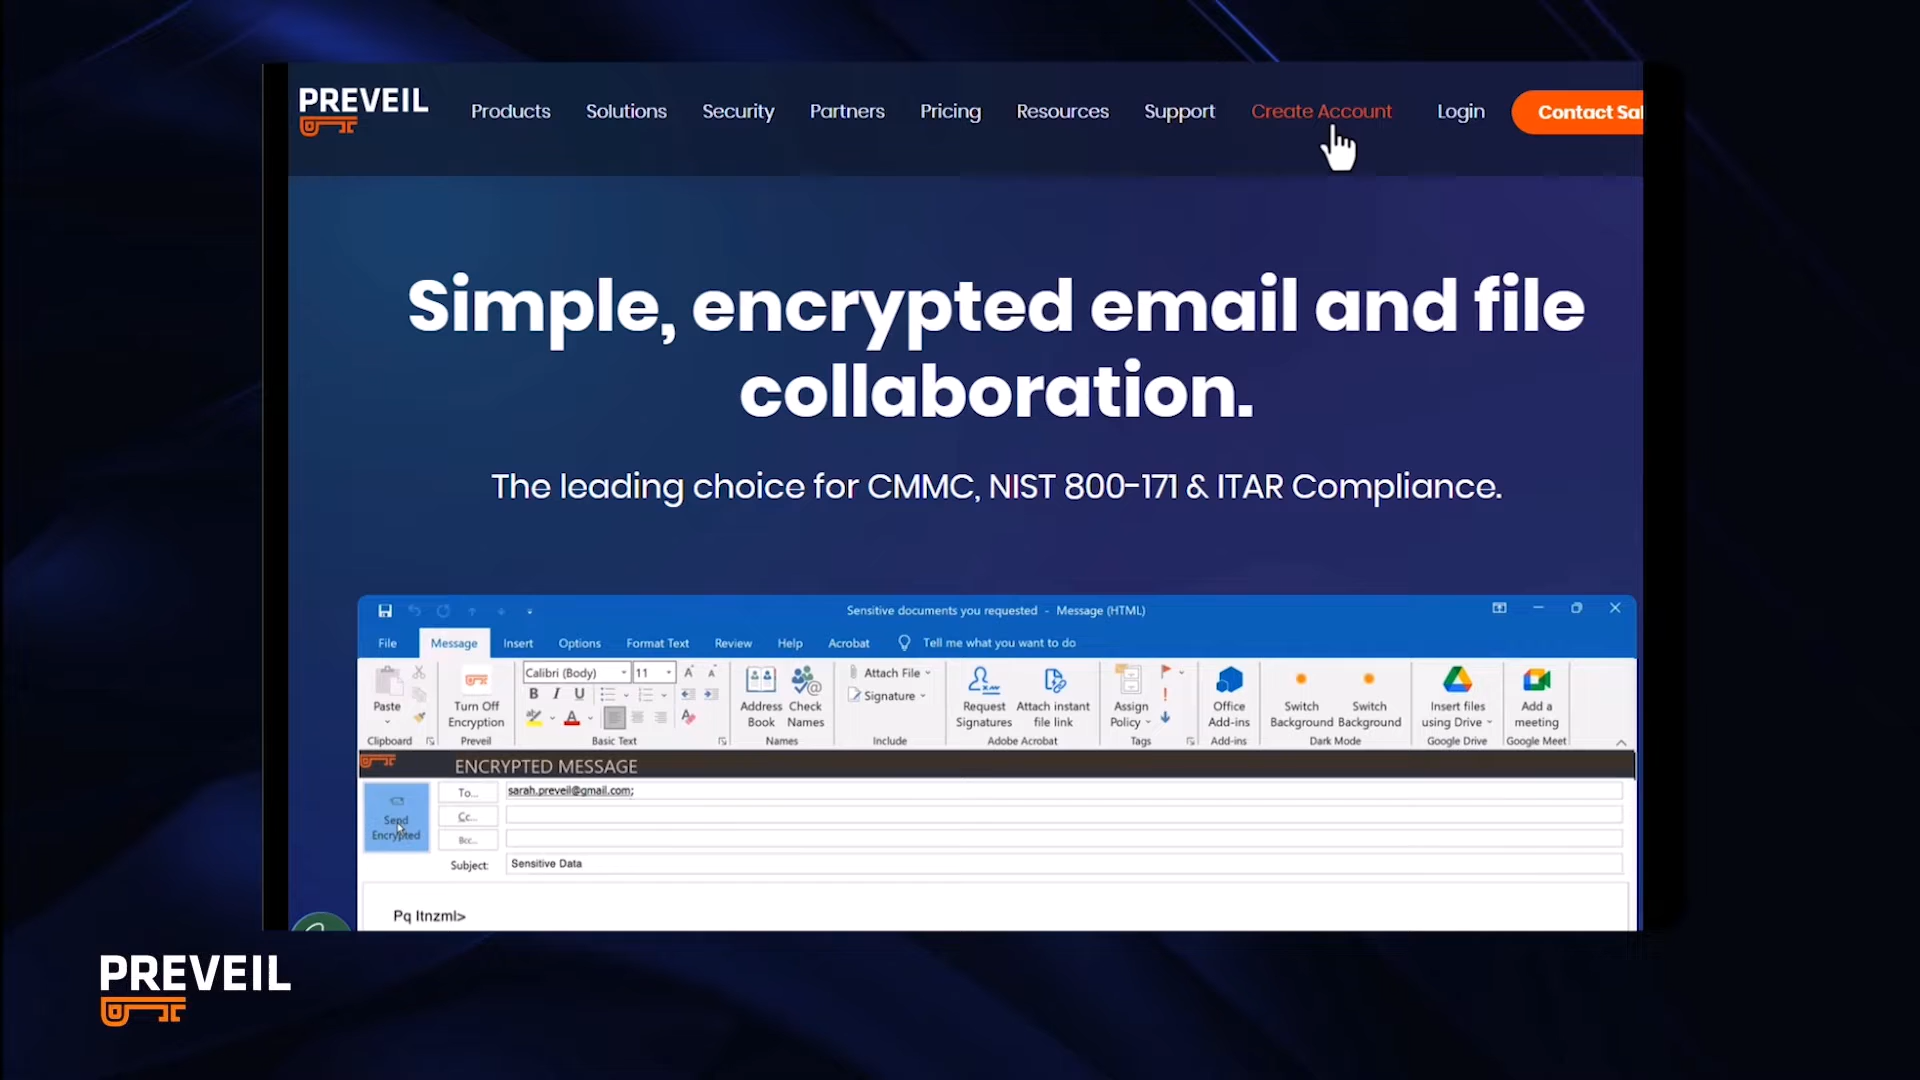 PREVEIL
Products Solutions Security Partners Pricing Resources Support Create Account Login Contact Sal
Simple, encrypted email and file
collaboration.
The leading choice for CMMC, NIST 800-171 & ITAR Compliance.
Sensitive documents you requested - Message (HTML)
File Message Insert Options Format Text Review Help Acrobat Tell me what you want to do
Calibri (Body) 11 A A Attach File
B I U Signature
Paste
Turn Off
Encryption
Address
Book
Check
Names
Request
Signatures
Attach instant
file link
Assign
Policy
Office
Add-ins
Switch
Background
Switch
Background
Insert files
using Drive
Add a
meeting
Clipboard Preveil Basic Text Names Include Adobe Acrobat Tags Add-ins Dark Mode Google Drive Google Meet
ENCRYPTED MESSAGE
Send
Encrypted
To... sarah.preveil@gmail.com;
Cc...
Bcc...
Subject: Sensitive Data
Pq Itnzml>
PREVEIL